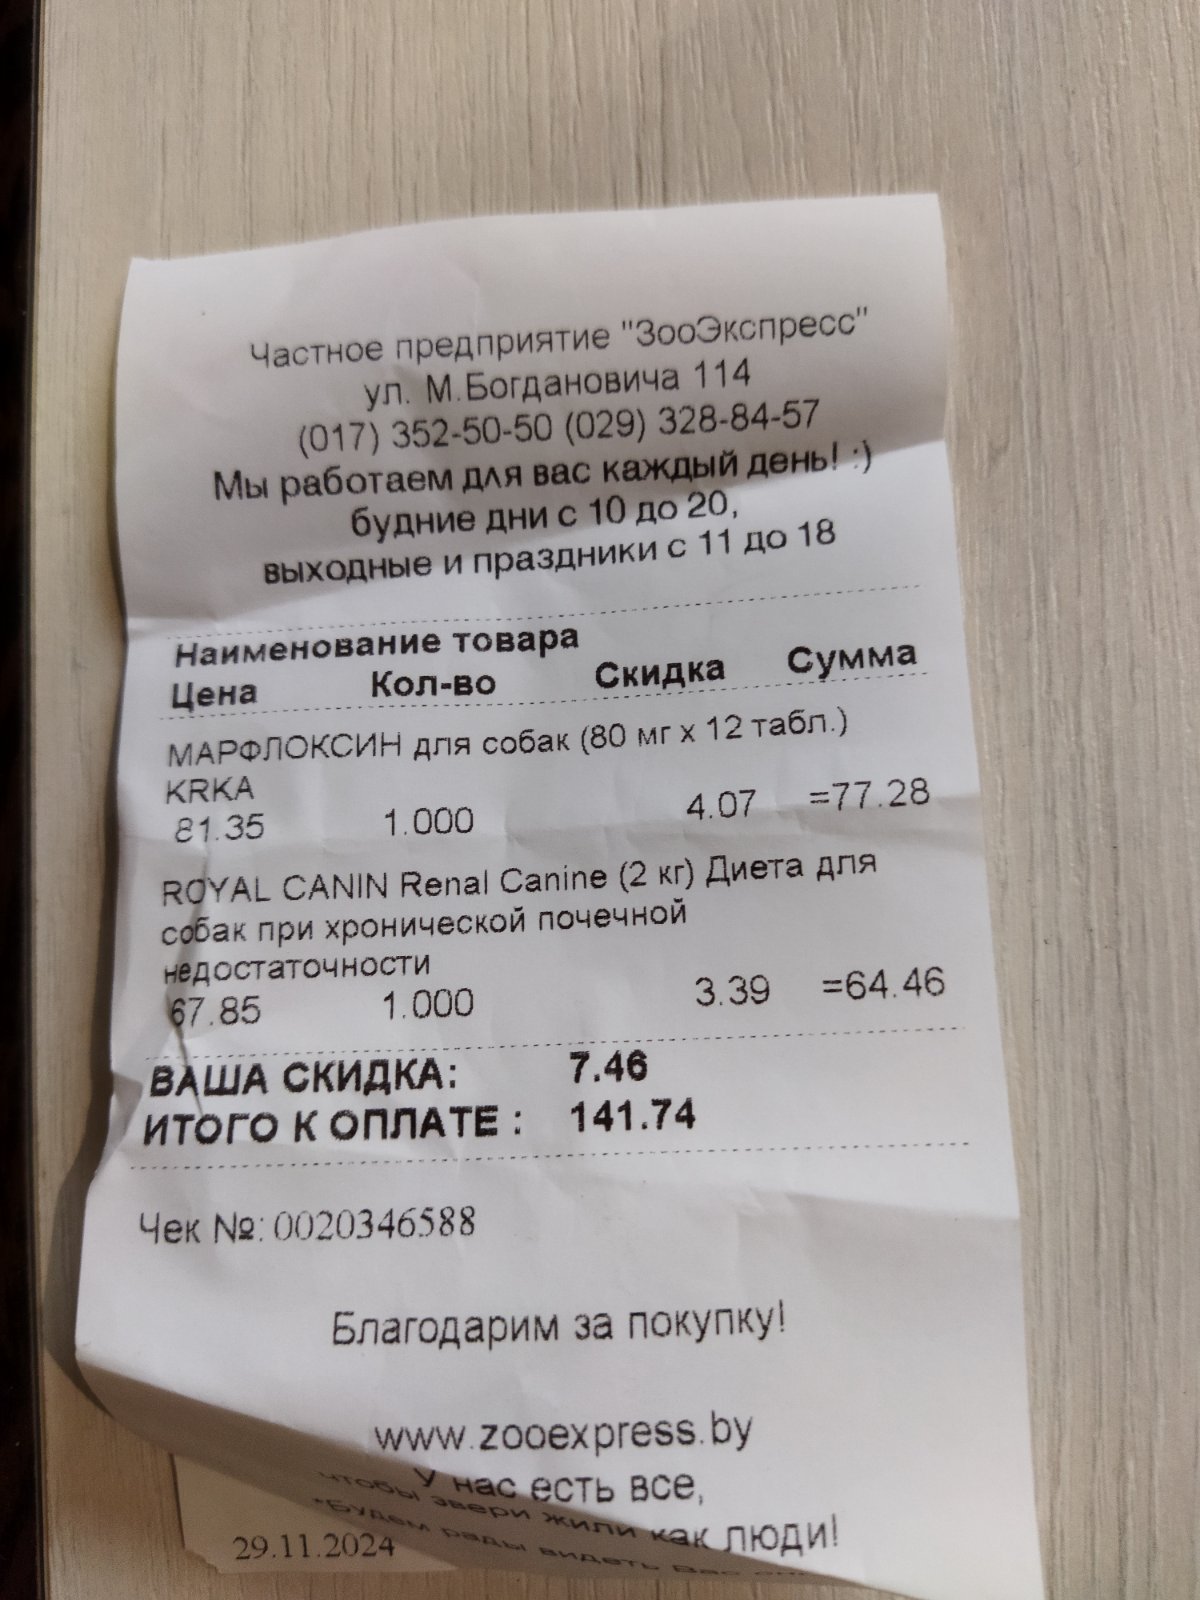 Частное предприятие "ЗооЭкспресс"
ул. М.Богдановича 114
(017) 352-50-50 (029) 328-84-57
Мы работаем для вас каждый день! :)
будние дни с 10 до 20,
выходные и праздники с 11 до 18
Наименование товара
Цена Кол-во Скидка Сумма
МАРФЛОКСИН для собак (80 мг х 12 табл.)
KRKA
81.35 1.000 4.07 =77.28
ROYAL CANIN Renal Canine (2 кг) Диета для
собак при хронической почечной
недостаточности
67.85 1.000 3.39 =64.46
ВАША СКИДКА: 7.46
ИТОГО К ОПЛАТЕ : 141.74
Чек №: 0020346588
Благодарим за покупку!
www.zooexpress.by
У нас есть все,
чтобы звери жили как люди!
*Будем рады видеть Вас
29.11.2024